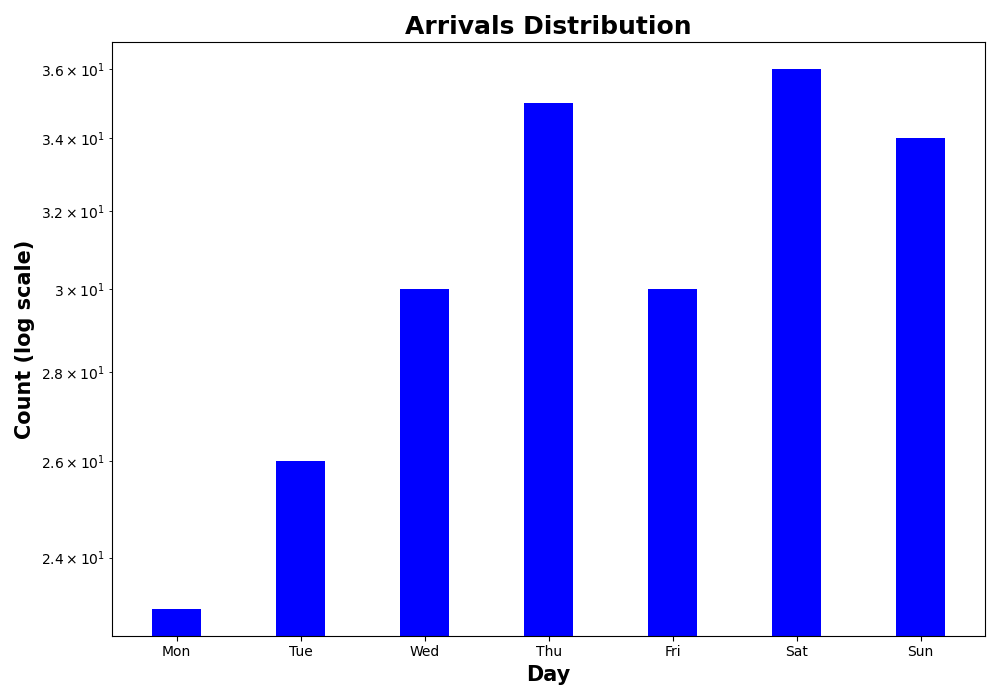 Arrivals Distribution
Count (log scale)
3.6 × 10¹
3.4 × 10¹
3.2 × 10¹
3 × 10¹
2.8 × 10¹
2.6 × 10¹
2.4 × 10¹
Mon Tue Wed Thu Fri Sat Sun
Day